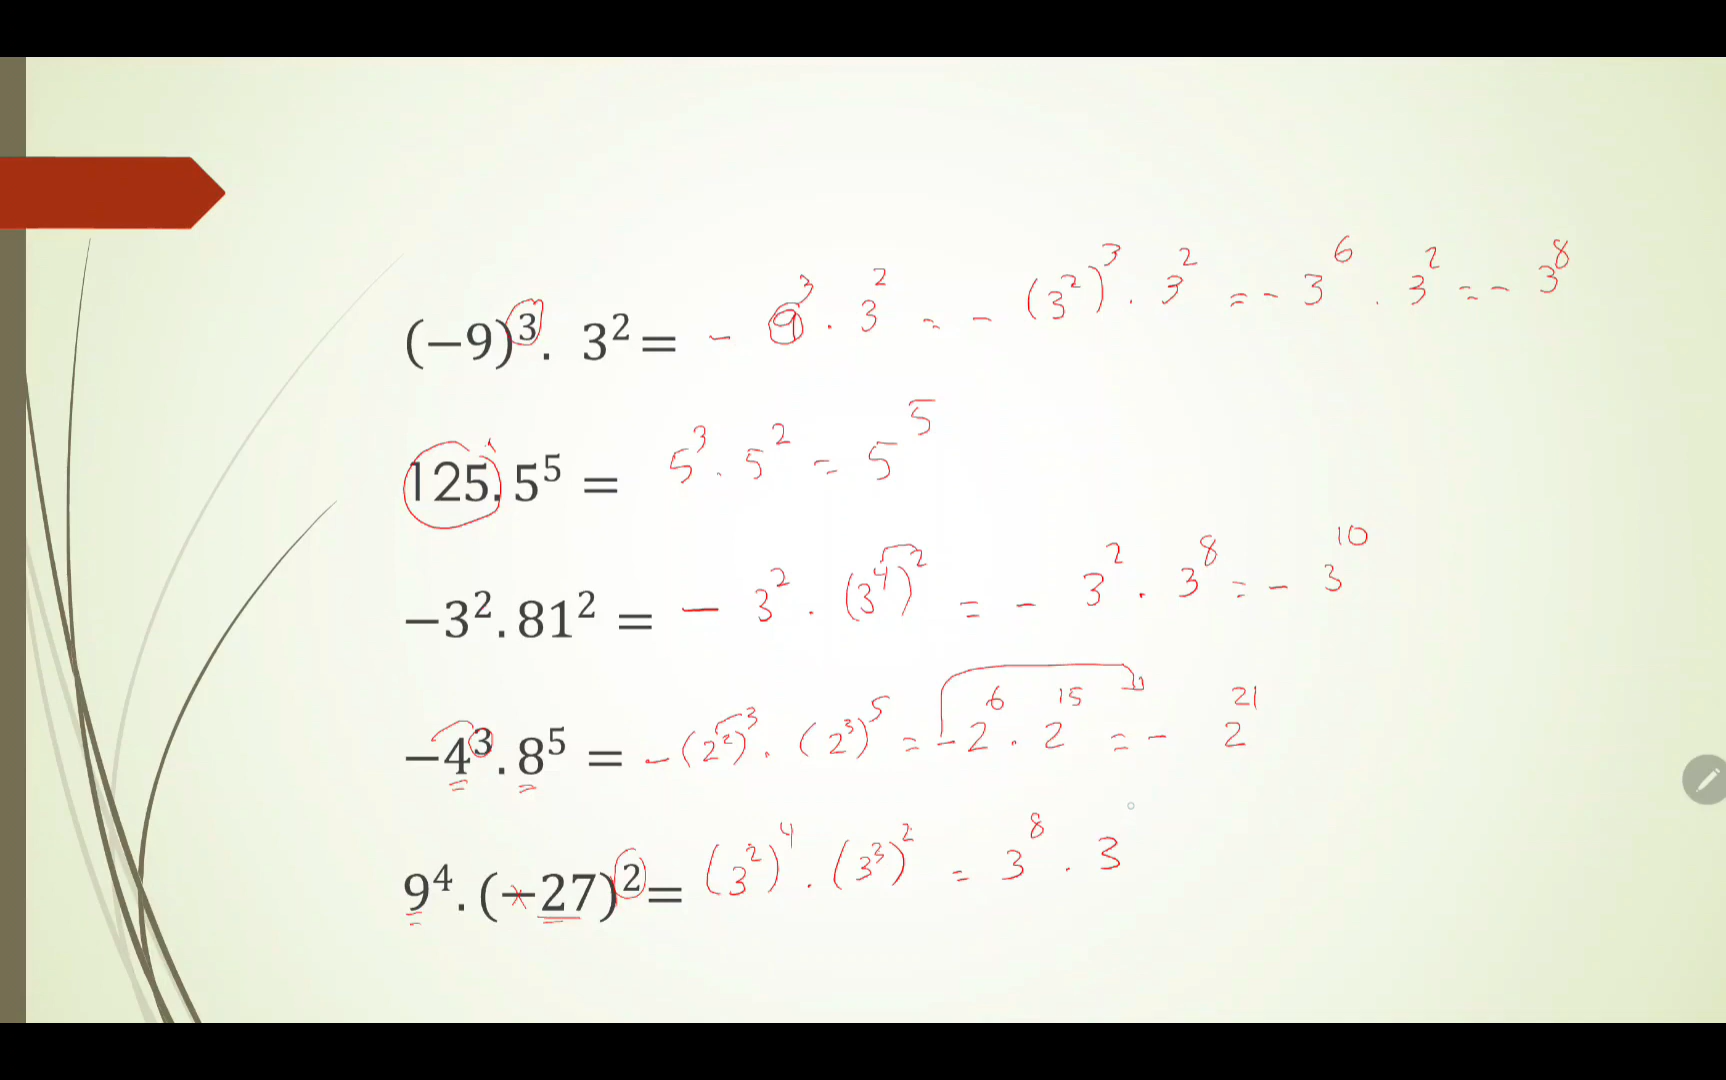 (−9)³. 3² = - 9³ . 3² = - (3²)³ . 3² = - 3⁶ . 3² = - 3⁸
125. 5⁵ = 5³ . 5² = 5⁵
−3². 81² = - 3² . (3⁴)² = - 3² . 3⁸ = - 3¹⁰
−4³. 8⁵ = -(2²)³ . (2³)⁵ = -2⁶ . 2¹⁵ = - 2²¹
9⁴. (−27)² = (3²)⁴ . (3³)² = 3⁸ . 3